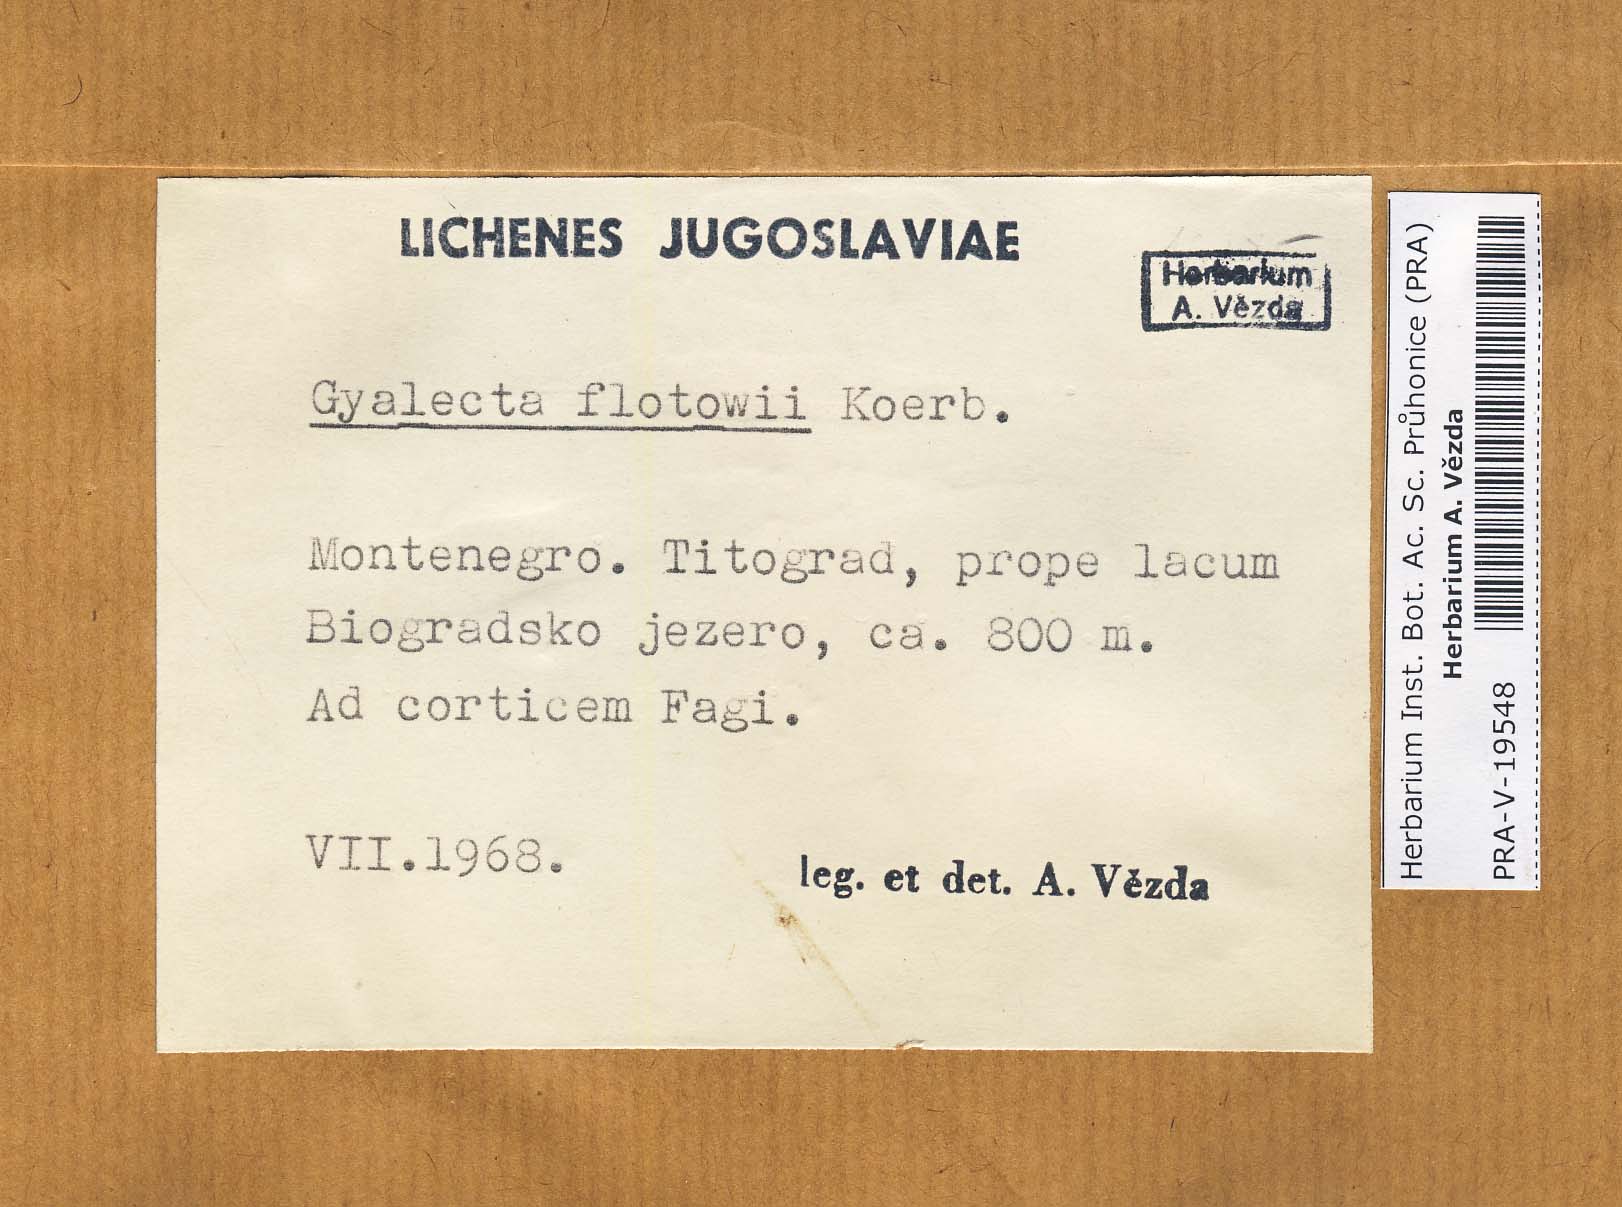 LICHENES JUGOSLAVIAE
Herbarium
A. Vězda
Gyalecta flotowii Koerb.
Montenegro. Titograd, prope lacum
Biogradsko jezero, ca. 800 m.
Ad corticem Fagi.
VII.1968.
leg. et det. A. Vězda
Herbarium Inst. Bot. Ac. Sc. Průhonice (PRA)
Herbarium A. Vězda
PRA-V-19548